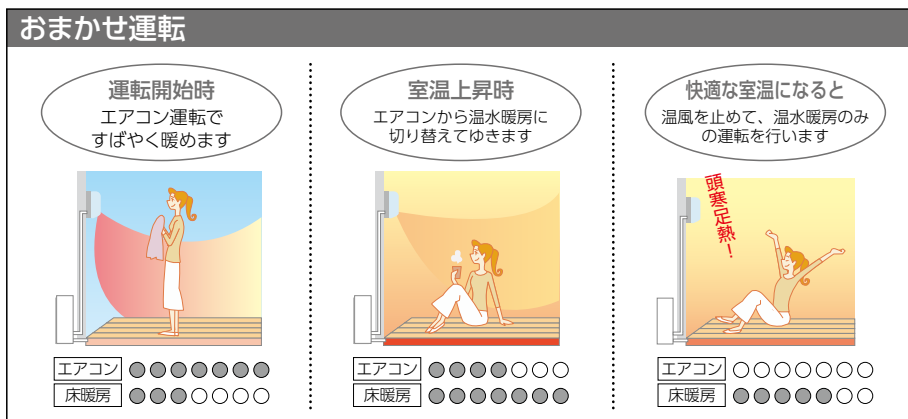 おまかせ運転
運転開始時
エアコン運転で
すばやく暖めます
室温上昇時
エアコンから温水暖房に
切り替えてゆきます
快適な室温になると
温風を止めて、温水暖房のみ
の運転を行います
頭寒足熱！
エアコン
床暖房
エアコン
床暖房
エアコン
床暖房